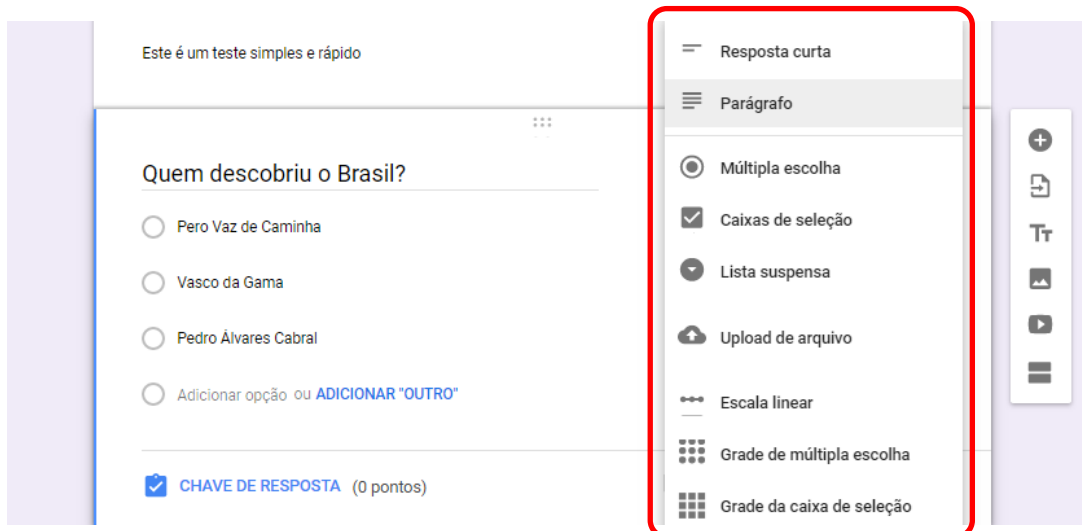 Este é um teste simples e rápido
Quem descobriu o Brasil?
Pero Vaz de Caminha
Vasco da Gama
Pedro Álvares Cabral
Adicionar opção ou ADICIONAR "OUTRO"
CHAVE DE RESPOSTA (0 pontos)
Resposta curta
Parágrafo
Múltipla escolha
Caixas de seleção
Lista suspensa
Upload de arquivo
Escala linear
Grade de múltipla escolha
Grade da caixa de seleção
Tт